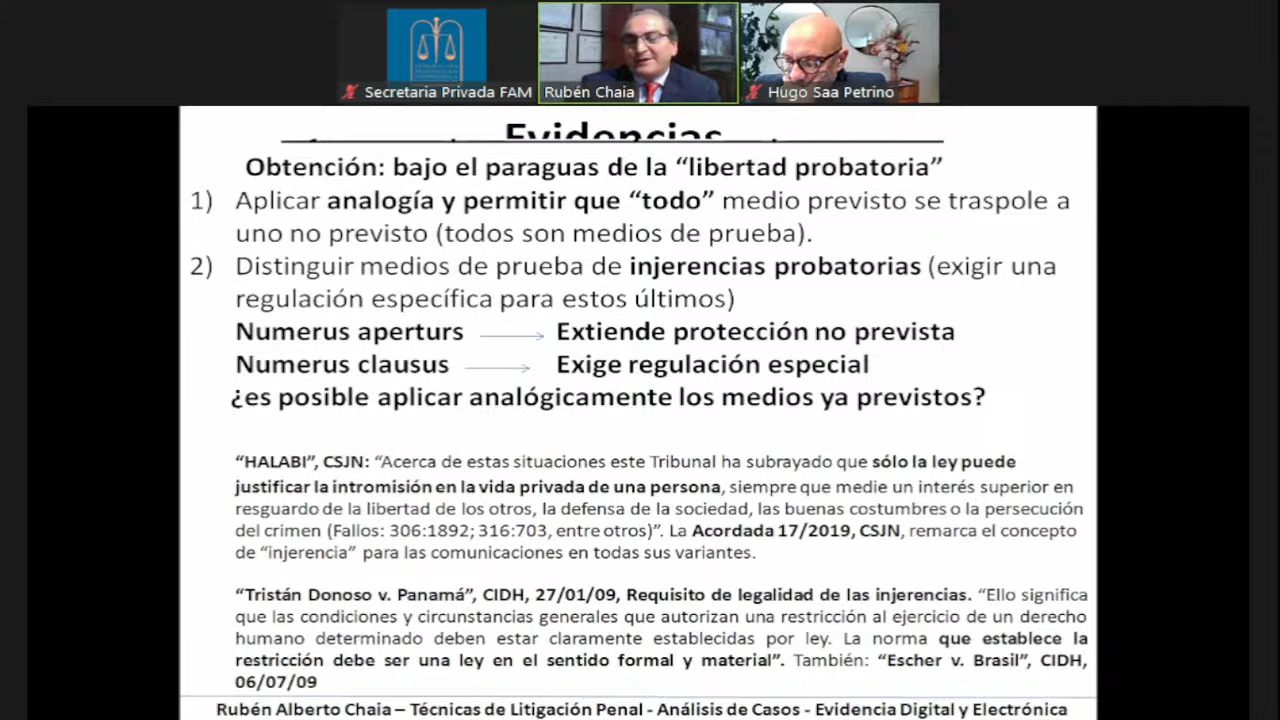 Secretaria Privada FAM
Rubén Chaia
Hugo Saa Petrino
Evidencias
Obtención: bajo el paraguas de la “libertad probatoria”
1) Aplicar analogía y permitir que “todo” medio previsto se traspole a
uno no previsto (todos son medios de prueba).
2) Distinguir medios de prueba de injerencias probatorias (exigir una
regulación específica para estos últimos)
Numerus aperturs Extiende protección no prevista
Numerus clausus Exige regulación especial
¿es posible aplicar analógicamente los medios ya previstos?
“HALABI”, CSJN: “Acerca de estas situaciones este Tribunal ha subrayado que sólo la ley puede
justificar la intromisión en la vida privada de una persona, siempre que medie un interés superior en
resguardo de la libertad de los otros, la defensa de la sociedad, las buenas costumbres o la persecución
del crimen (Fallos: 306:1892; 316:703, entre otros)”. La Acordada 17/2019, CSJN, remarca el concepto
de “injerencia” para las comunicaciones en todas sus variantes.
“Tristán Donoso v. Panamá”, CIDH, 27/01/09, Requisito de legalidad de las injerencias. “Ello significa
que las condiciones y circunstancias generales que autorizan una restricción al ejercicio de un derecho
humano determinado deben estar claramente establecidas por ley. La norma que establece la
restricción debe ser una ley en el sentido formal y material”. También: “Escher v. Brasil”, CIDH,
06/07/09
Rubén Alberto Chaia – Técnicas de Litigación Penal - Análisis de Casos - Evidencia Digital y Electrónica